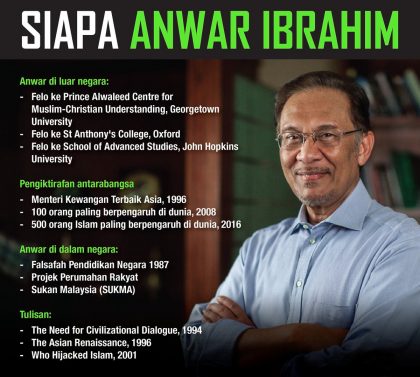 SIAPA ANWAR IBRAHIM
Anwar di luar negara:
- Felo ke Prince Alwaleed Centre for
Muslim-Christian Understanding, Georgetown
University
- Felo ke St Anthony's College, Oxford
- Felo ke School of Advanced Studies, John Hopkins
University
Pengiktirafan antarabangsa
- Menteri Kewangan Terbaik Asia, 1996
- 100 orang paling berpengaruh di dunia, 2008
- 500 orang Islam paling berpengaruh di dunia, 2016
Anwar di dalam negara:
- Falsafah Pendidikan Negara 1987
- Projek Perumahan Rakyat
- Sukan Malaysia (SUKMA)
Tulisan:
- The Need for Civilizational Dialogue, 1994
- The Asian Renaissance, 1996
- Who Hijacked Islam, 2001